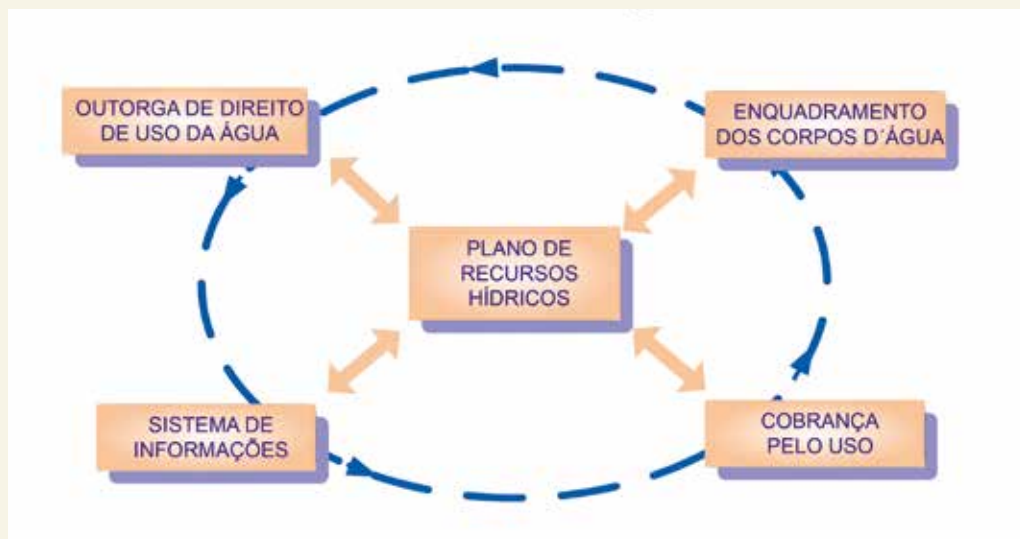 OUTORGA DE DIREITO
DE USO DA ÁGUA
ENQUADRAMENTO
DOS CORPOS D´ÁGUA
PLANO DE
RECURSOS
HÍDRICOS
SISTEMA DE
INFORMAÇÕES
COBRANÇA
PELO USO